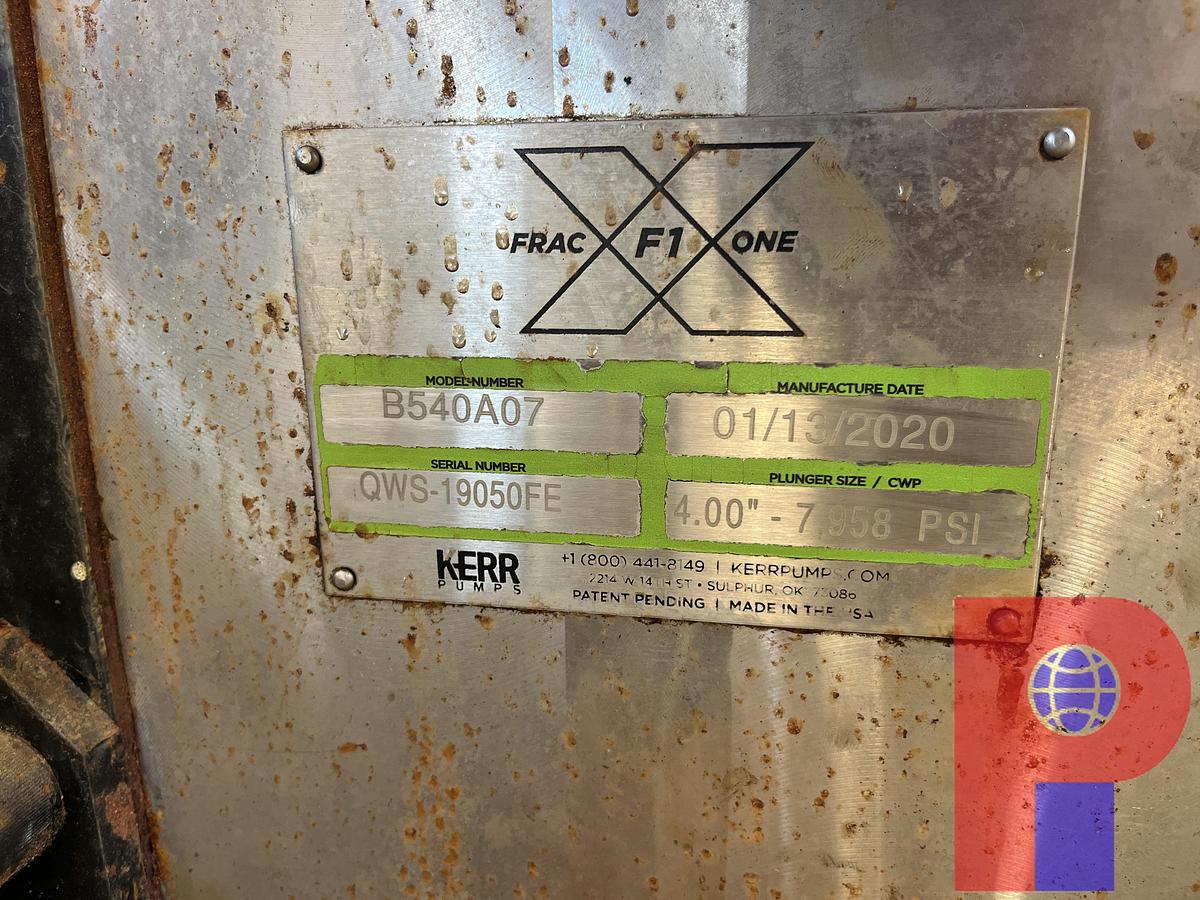 FRAC F1 ONE
MODEL NUMBER
B540A07
MANUFACTURE DATE
01/13/2020
SERIAL NUMBER
QWS-19050FE
PLUNGER SIZE / CWP
4.00" - 7,958 PSI
KERR
PUMPS
+1 (800) 441-8149 | KERRPUMPS.COM
2214 W 14TH ST • SULPHUR, OK 73086
PATENT PENDING | MADE IN THE USA